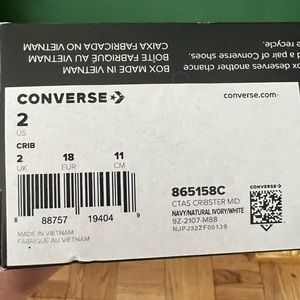 BOX MADE IN VIETNAM
BOÎTE FABRIQUÉE AU VIETNAM
CAIXA FABRICADA NO VIETNAM
box deserves another chance
d a pair of Converse shoes.
e recycle.
CONVERSE
converse.com
2
US
CRIB
2 18 11
UK EUR CM
8 88757 19404 9
MADE IN VIETNAM
FABRIQUÉ AU VIETNAM
865158C
CTAS CRIBSTER MID
NAVY/NATURAL IVORY/WHITE
9Z-2107-M88
NJPJ32ZF00139
CONVERSE